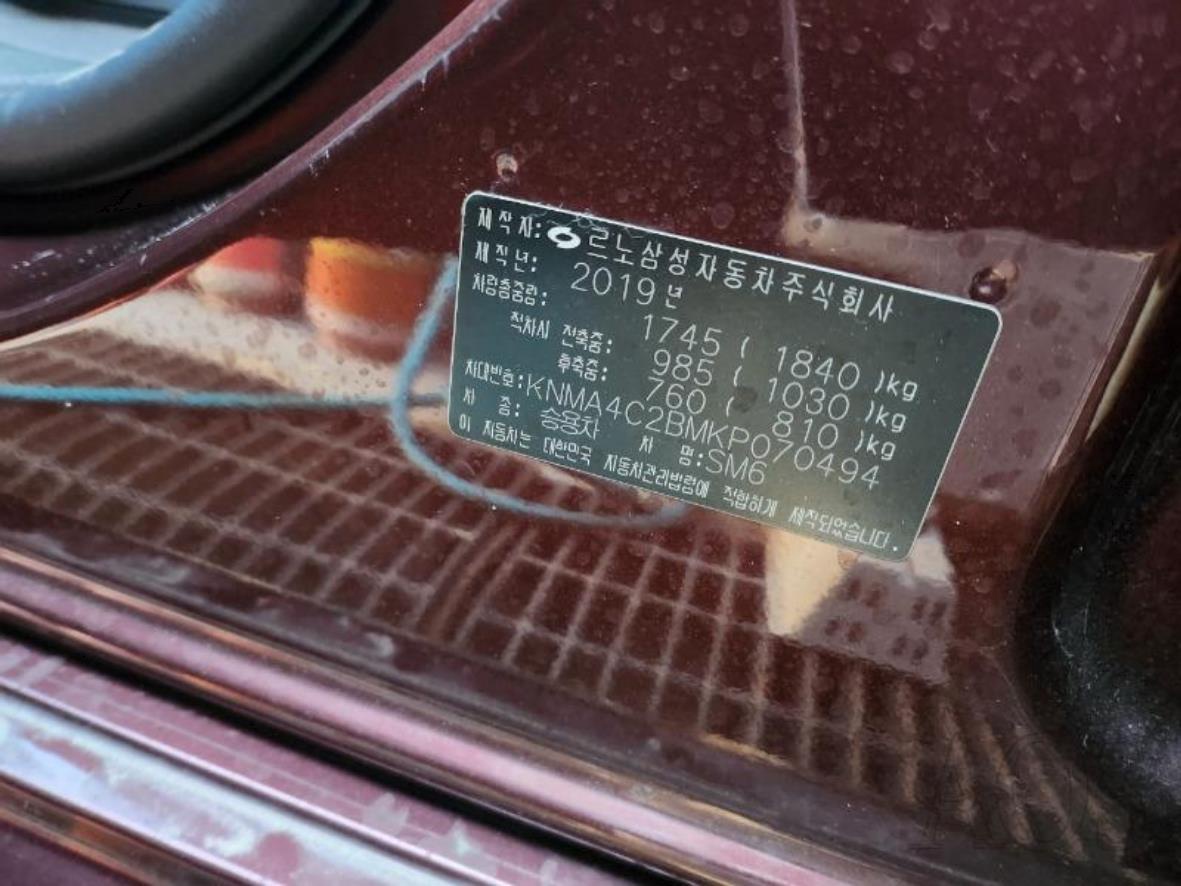 제작자: 르노삼성자동차주식회사
제작년: 2019년
차량총중량: 1745 ( 1840 )kg
적차시 전축중: 985 ( 1030 )kg
후축중: 760 ( 810 )kg
차대번호: KNMA4C2BMKP070494
차 종: 승용차 차 명: SM6
이 자동차는 대한민국 자동차관리법령에 적합하게 제작되었습니다.